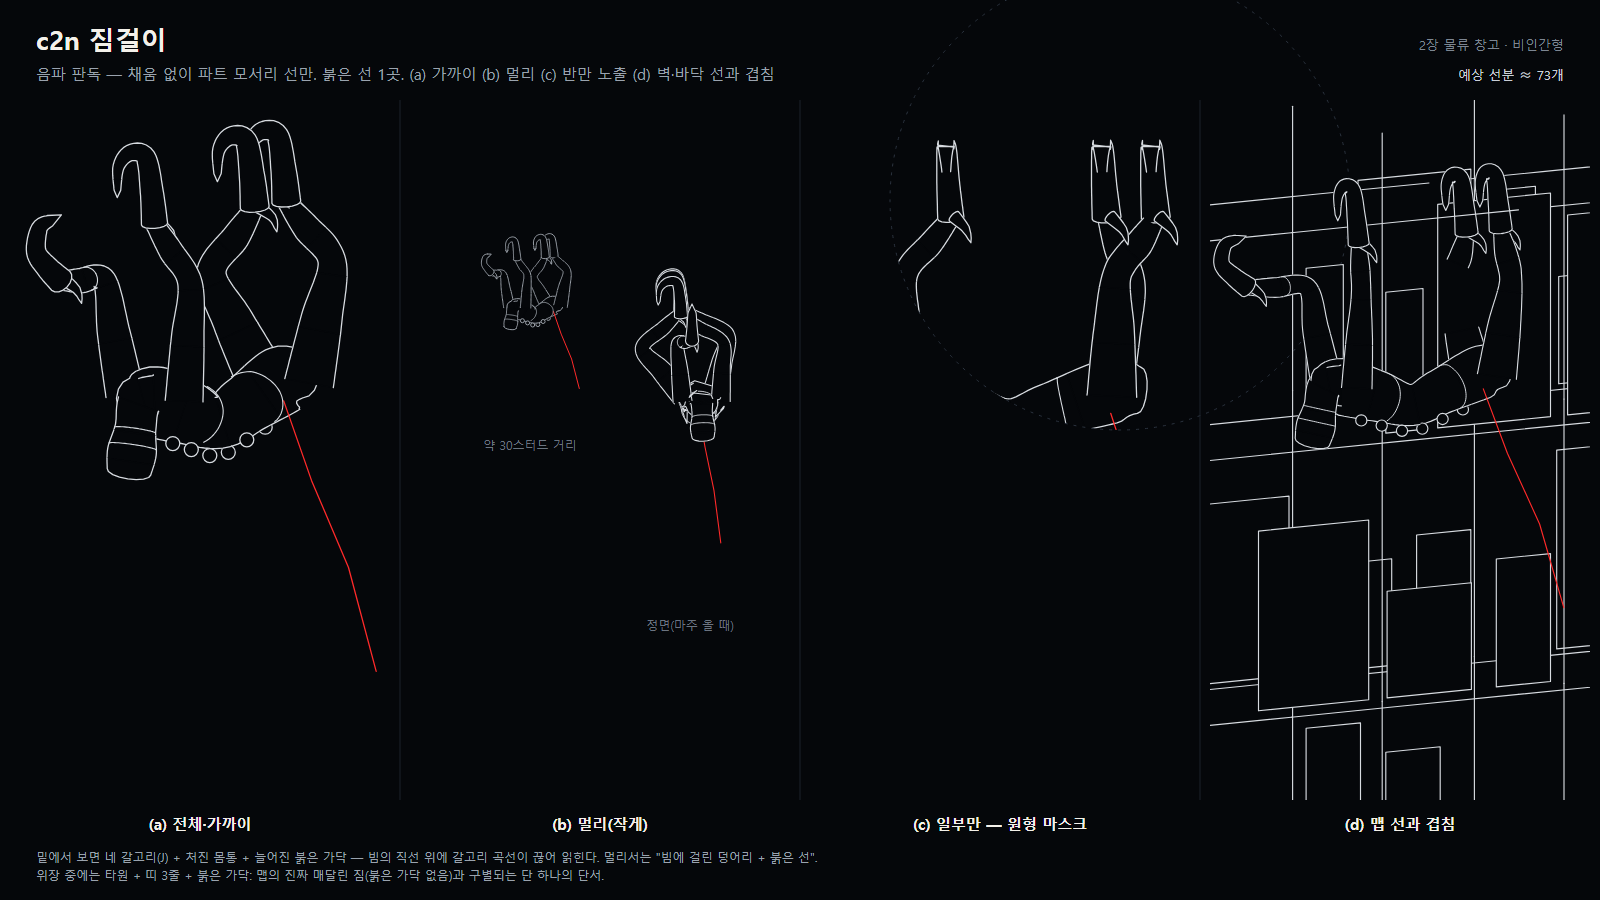 c2n 짐걸이
음파 판독 — 채움 없이 파트 모서리 선만. 붉은 선 1곳. (a) 가까이 (b) 멀리 (c) 반만 노출 (d) 벽·바닥 선과 겹침
2장 물류 창고 · 비인간형
예상 선분 ≈ 73개
약 30스터드 거리
정면(마주 올 때)
(a) 전체·가까이
(b) 멀리(작게)
(c) 일부만 — 원형 마스크
(d) 맵 선과 겹침
밑에서 보면 네 갈고리(J) + 처진 몸통 + 늘어진 붉은 가닥 — 빔의 직선 위에 갈고리 곡선이 끊어 읽힌다. 멀리서는 "빔에 걸린 덩어리 + 붉은 선".
위장 중에는 타원 + 띠 3줄 + 붉은 가닥: 맵의 진짜 매달린 짐(붉은 가닥 없음)과 구별되는 단 하나의 단서.